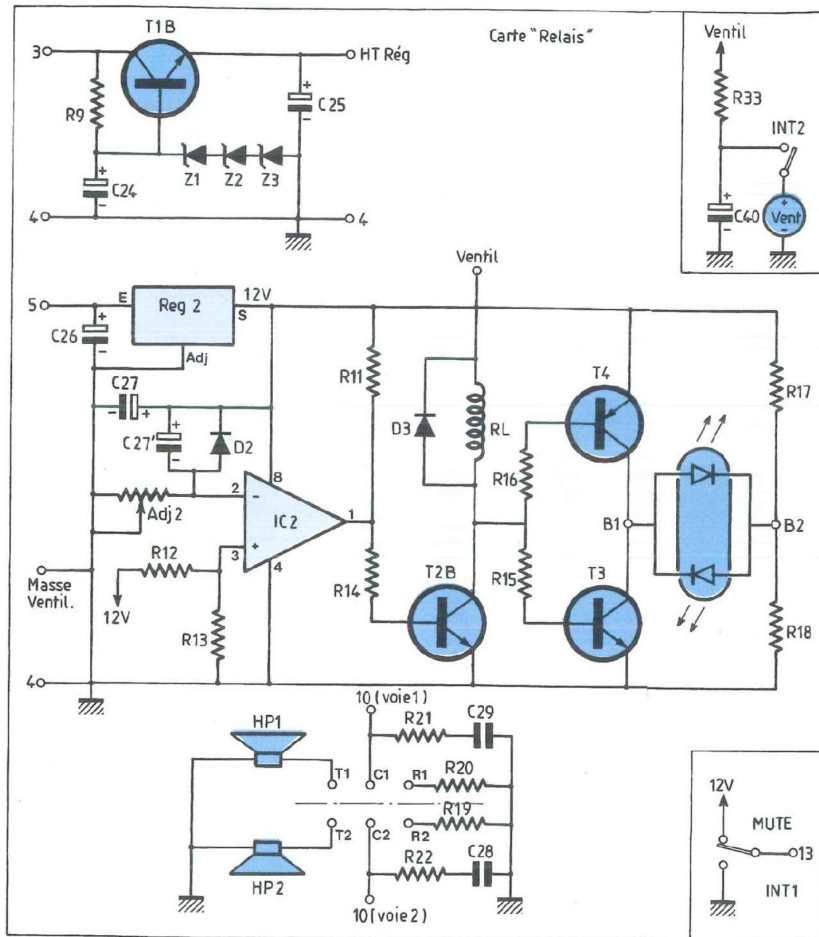 Carte "Relais"
T1B
3
HT Rég
R9
C25
+
-
Z1 Z2 Z3
C24
+
-
4
4
Ventil
R33
INT2
C40
+
-
Vent
+
-
5
E
Reg 2
12V
S
Adj
C26
+
-
C27
-
+
C27'
+
-
D2
Adj2
2
-
8
IC2
1
3
+
4
R12
12V
R13
Masse
Ventil.
4
R11
R14
Ventil
D3
RL
T2B
R16
R15
T4
T3
B1
B2
R17
R18
10 (voie1)
HP1
T1
C1
R1
R21
C29
R20
R19
T2
C2
R2
R22
C28
HP2
10 (voie 2)
12V
MUTE
13
INT1